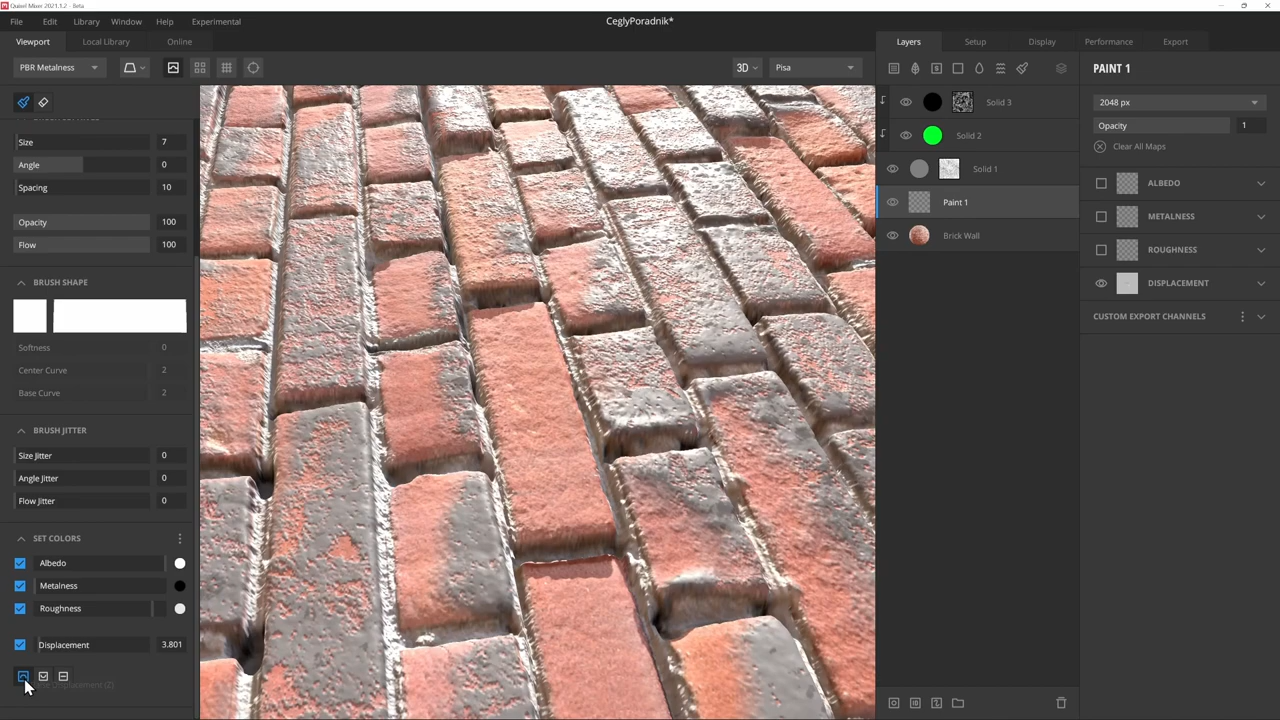 Quixel Mixer 2021.1.2 - Beta
File Edit Library Window Help Experimental
CeglyPoradnik*
Viewport Local Library Online
Layers Setup Display Performance Export
PBR Metalness
3D Pisa
PAINT 1
2048 px
Opacity 1
Clear All Maps
ALBEDO
METALNESS
ROUGHNESS
DISPLACEMENT
CUSTOM EXPORT CHANNELS
Solid 3
Solid 2
Solid 1
Paint 1
Brick Wall
Size 7
Angle 0
Spacing 10
Opacity 100
Flow 100
BRUSH SHAPE
Softness 0
Center Curve 2
Base Curve 2
BRUSH JITTER
Size Jitter 0
Angle Jitter 0
Flow Jitter 0
SET COLORS
Albedo
Metalness
Roughness
Displacement 3.801
Displacement (Z)